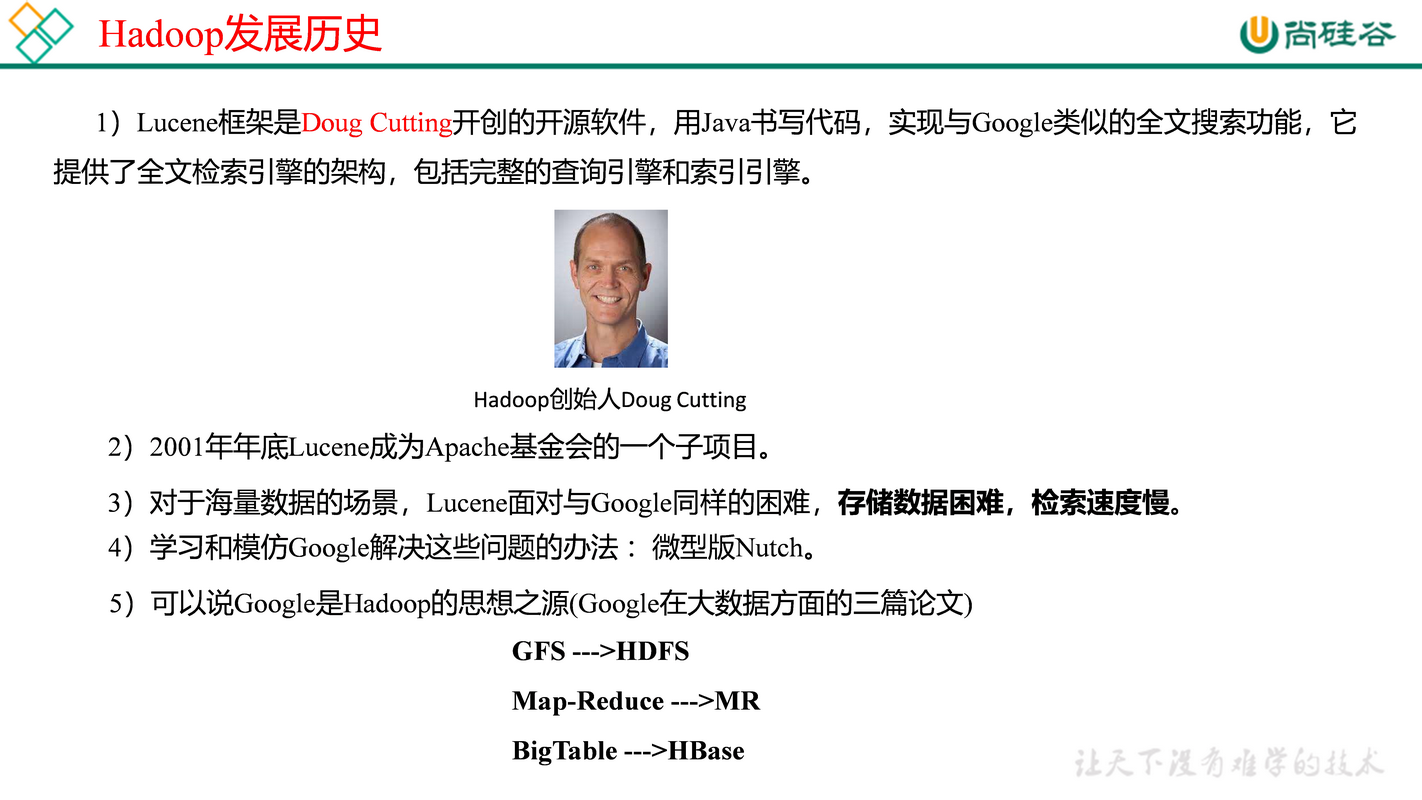 Hadoop发展历史
尚硅谷
1）Lucene框架是Doug Cutting开创的开源软件，用Java书写代码，实现与Google类似的全文搜索功能，它
提供了全文检索引擎的架构，包括完整的查询引擎和索引引擎。
Hadoop创始人Doug Cutting
2）2001年年底Lucene成为Apache基金会的一个子项目。
3）对于海量数据的场景，Lucene面对与Google同样的困难，存储数据困难，检索速度慢。
4）学习和模仿Google解决这些问题的办法 ：微型版Nutch。
5）可以说Google是Hadoop的思想之源(Google在大数据方面的三篇论文)
GFS --->HDFS
Map-Reduce --->MR
BigTable --->HBase
让天下没有难学的技术